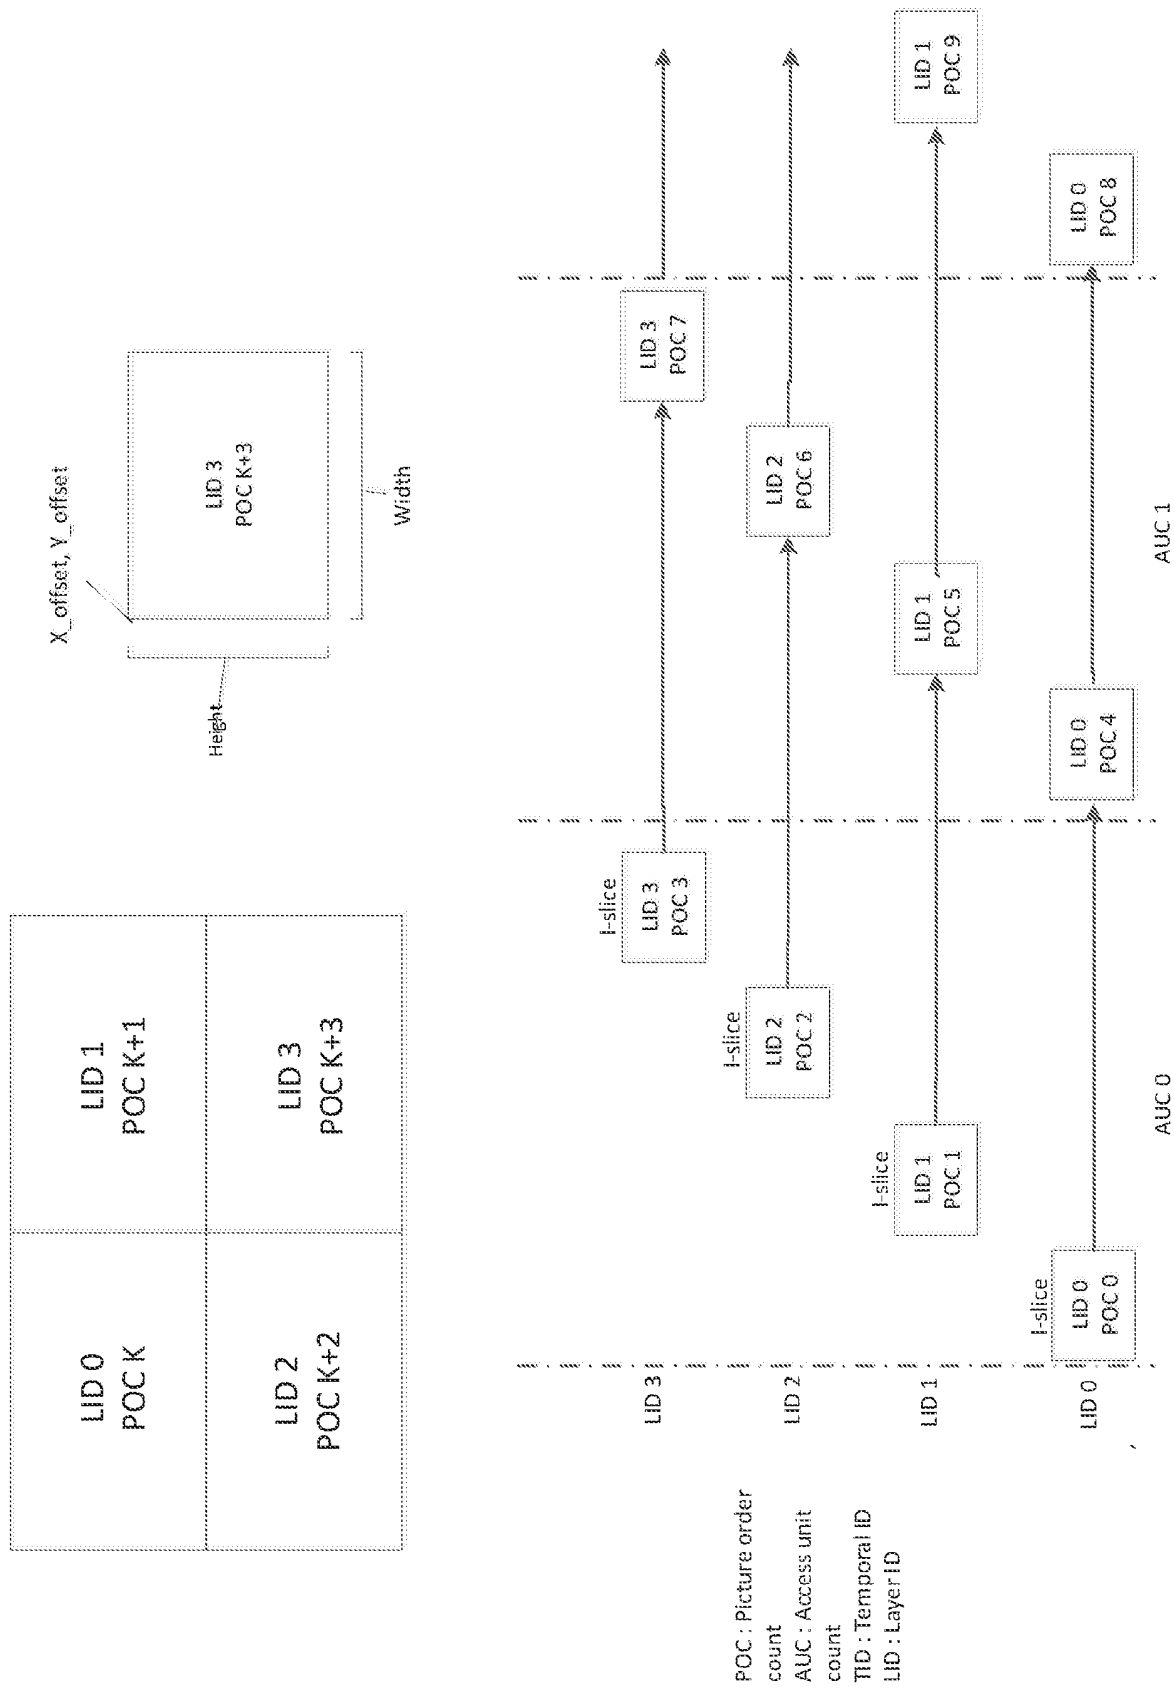 LID 0
POC K
LID 1
POC K+1
LID 2
POC K+2
LID 3
POC K+3
X_offset, Y_offset
Height
LID 3
POC K+3
Width
POC : Picture order
count
AUC : Access unit
count
TID : Temporal ID
LID : Layer ID
LID 3
I-slice
LID 3
POC 3
LID 3
POC 7
LID 2
I-slice
LID 2
POC 2
LID 2
POC 6
LID 1
I-slice
LID 1
POC 1
LID 1
POC 5
LID 1
POC 9
LID 0
I-slice
LID 0
POC 0
LID 0
POC 4
LID 0
POC 8
AUC 0
AUC 1